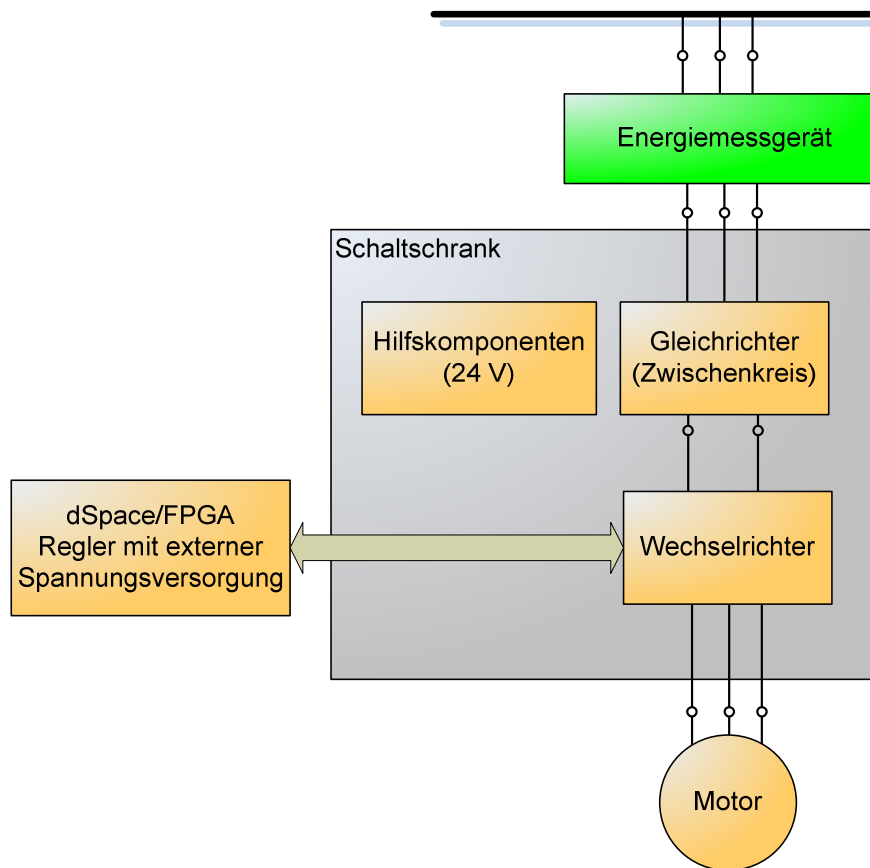 Energiemessgerät
Schaltschrank
Hilfskomponenten
(24 V)
Gleichrichter
(Zwischenkreis)
dSpace/FPGA
Regler mit externer
Spannungsversorgung
Wechselrichter
Motor